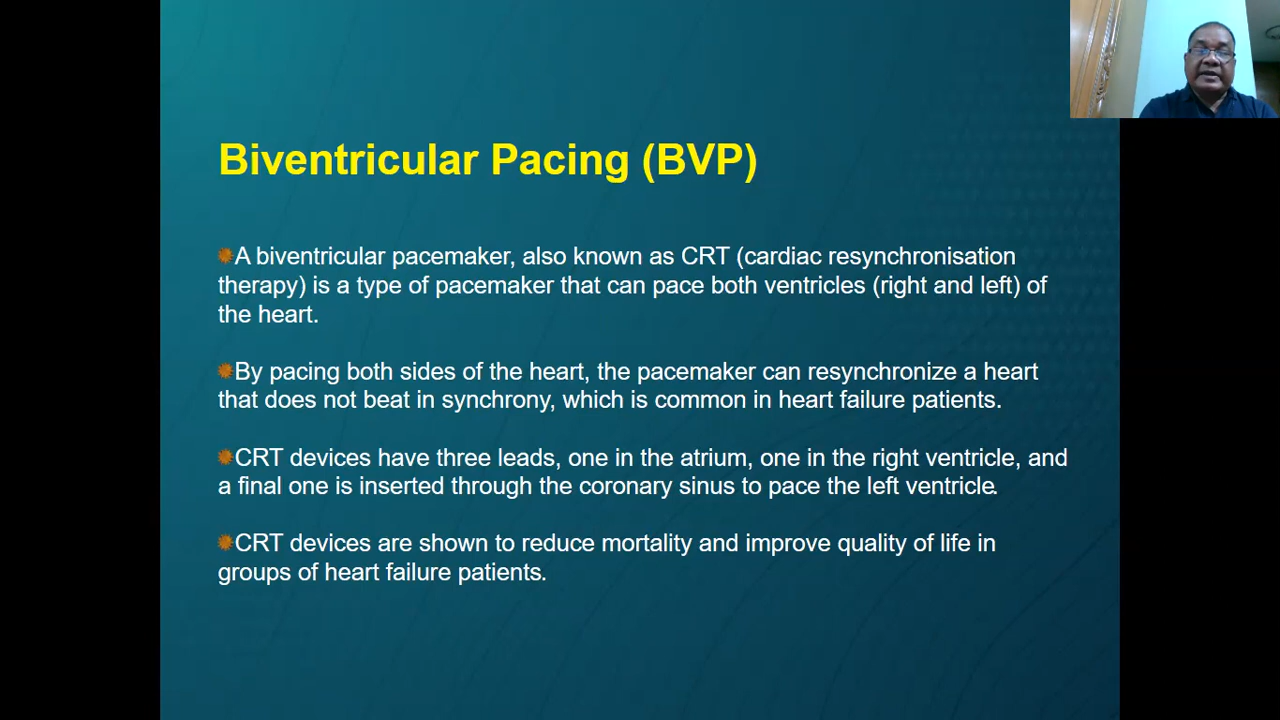 Biventricular Pacing (BVP)
A biventricular pacemaker, also known as CRT (cardiac resynchronisation
therapy) is a type of pacemaker that can pace both ventricles (right and left) of
the heart.
By pacing both sides of the heart, the pacemaker can resynchronize a heart
that does not beat in synchrony, which is common in heart failure patients.
CRT devices have three leads, one in the atrium, one in the right ventricle, and
a final one is inserted through the coronary sinus to pace the left ventricle.
CRT devices are shown to reduce mortality and improve quality of life in
groups of heart failure patients.